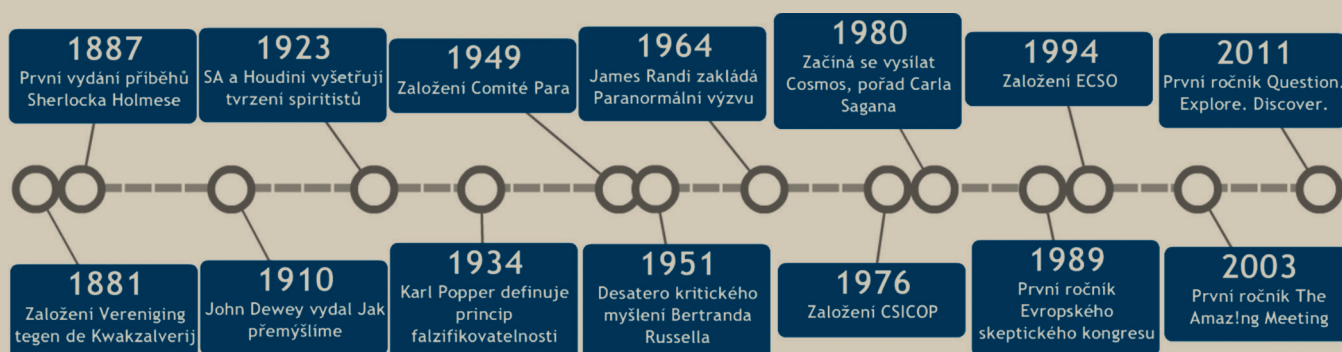 1887
První vydání příběhů
Sherlocka Holmese
1923
SA a Houdini vyšetřují
tvrzení spiritistů
1949
Založení Comité Para
1964
James Randi zakládá
Paranormální výzvu
1980
Začíná se vysílat
Cosmos, pořad Carla
Sagana
1994
Založení ECSO
2011
První ročník Question.
Explore. Discover.
1881
Založení Vereniging
tegen de Kwakzalverij
1910
John Dewey vydal Jak
přemýšlíme
1934
Karl Popper definuje
princip
falzifikovatelnosti
1951
Desatero kritického
myšlení Bertranda
Russella
1976
Založení CSICOP
1989
První ročník
Evropského
skeptického kongresu
2003
První ročník The
Amaz!ng Meeting